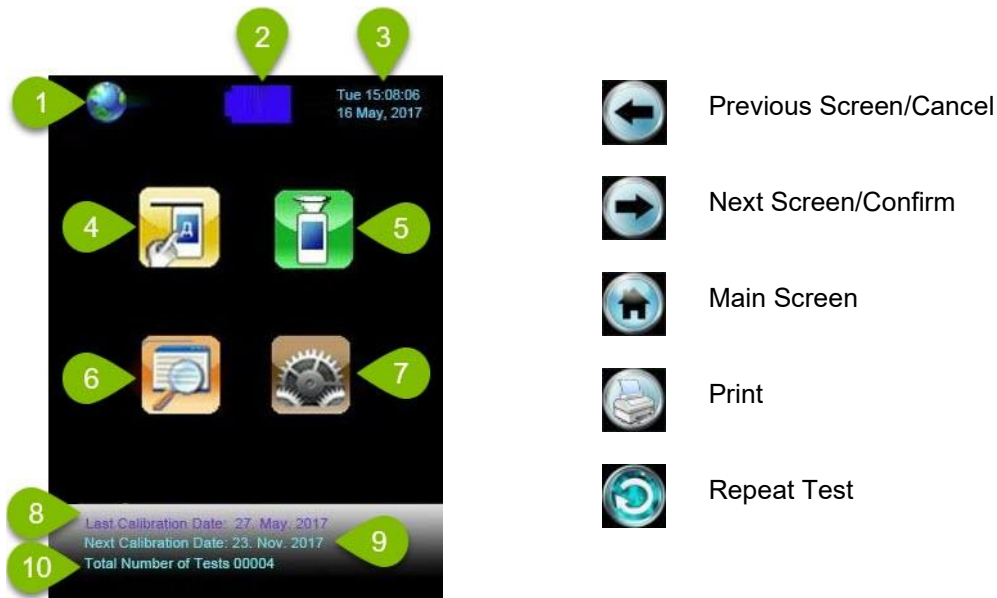 2
3
1
Tue 15:08:06
16 May, 2017
Previous Screen/Cancel
4
Д
5
Next Screen/Confirm
Main Screen
6
7
Print
Repeat Test
8
Last Calibration Date: 27. May. 2017
Next Calibration Date: 23. Nov. 2017
9
10
Total Number of Tests 00004